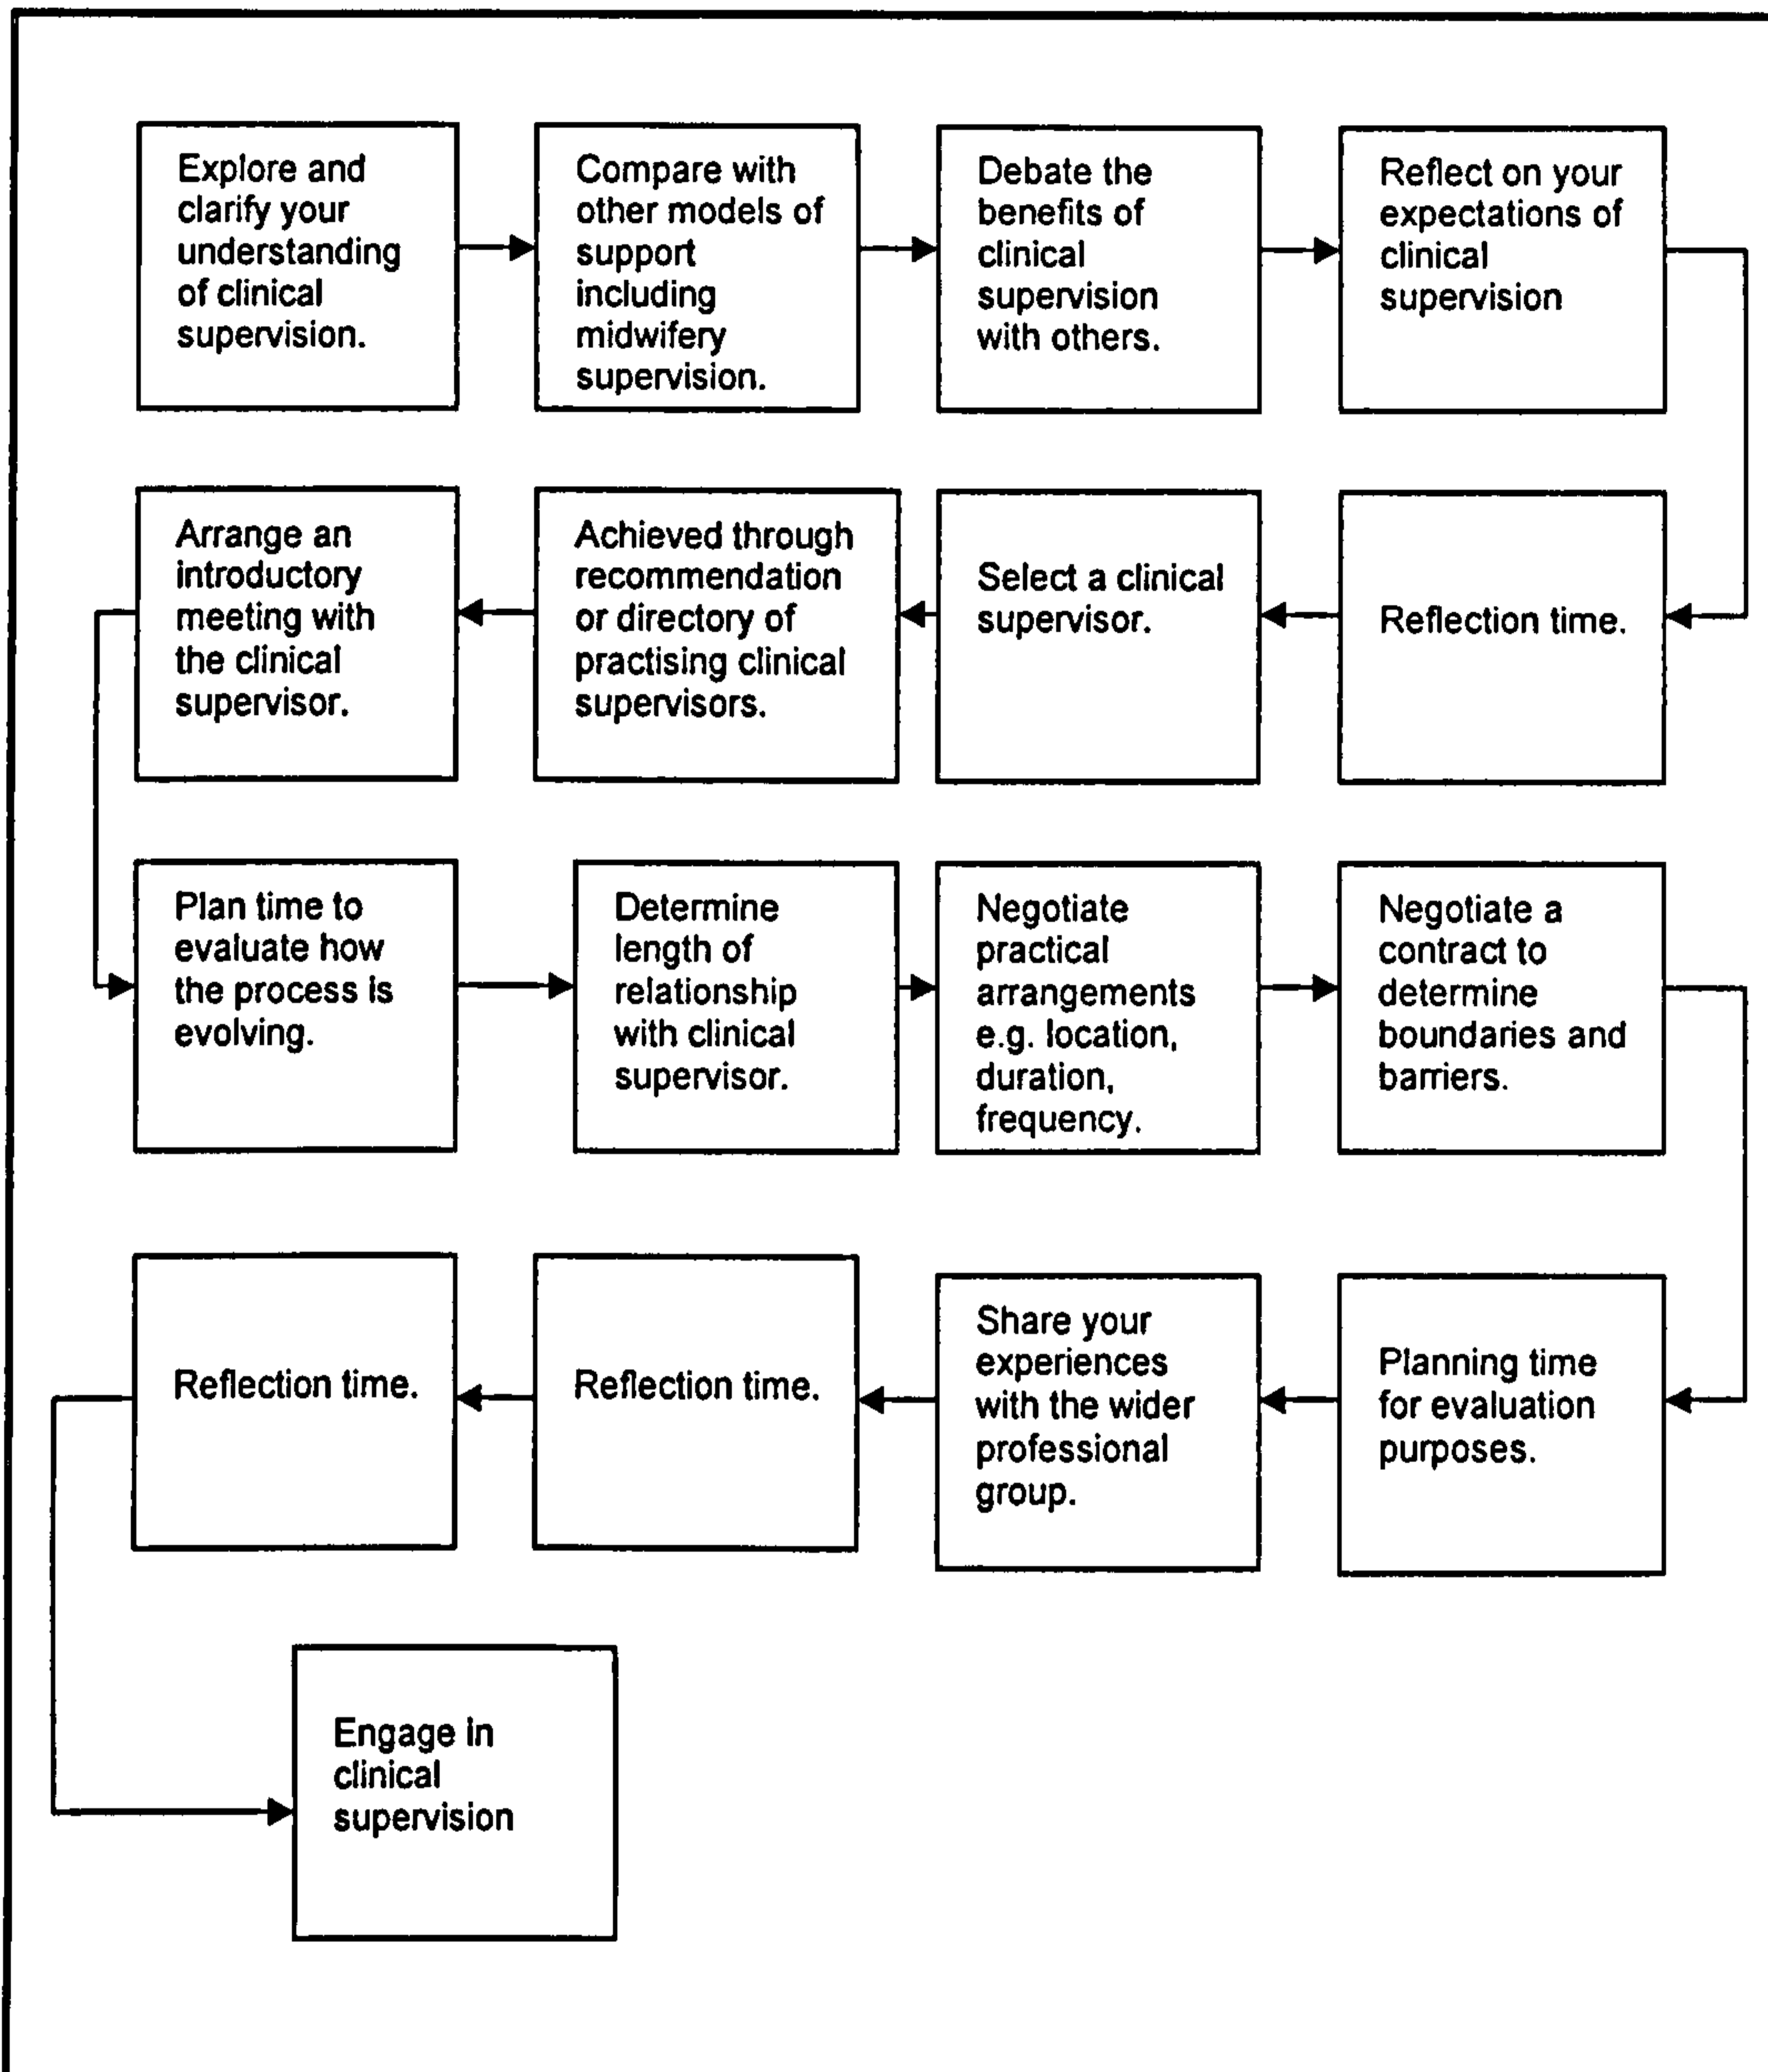 Explore and
clarify your
understanding
of clinical
supervision.
Compare with
other models of
support
including
midwifery
supervision.
Debate the
benefits of
clinical
supervision
with others.
Reflect on your
expectations of
clinical
supervision
Reflection time.
Select a clinical
supervisor.
Achieved through
recommendation
or directory of
practising clinical
supervisors.
Arrange an
introductory
meeting with
the clinical
supervisor.
Plan time to
evaluate how
the process is
evolving.
Determine
length of
relationship
with clinical
supervisor.
Negotiate
practical
arrangements
e.g. location,
duration,
frequency.
Negotiate a
contract to
determine
boundaries and
barriers.
Planning time
for evaluation
purposes.
Share your
experiences
with the wider
professional
group.
Reflection time.
Reflection time.
Engage in
clinical
supervision